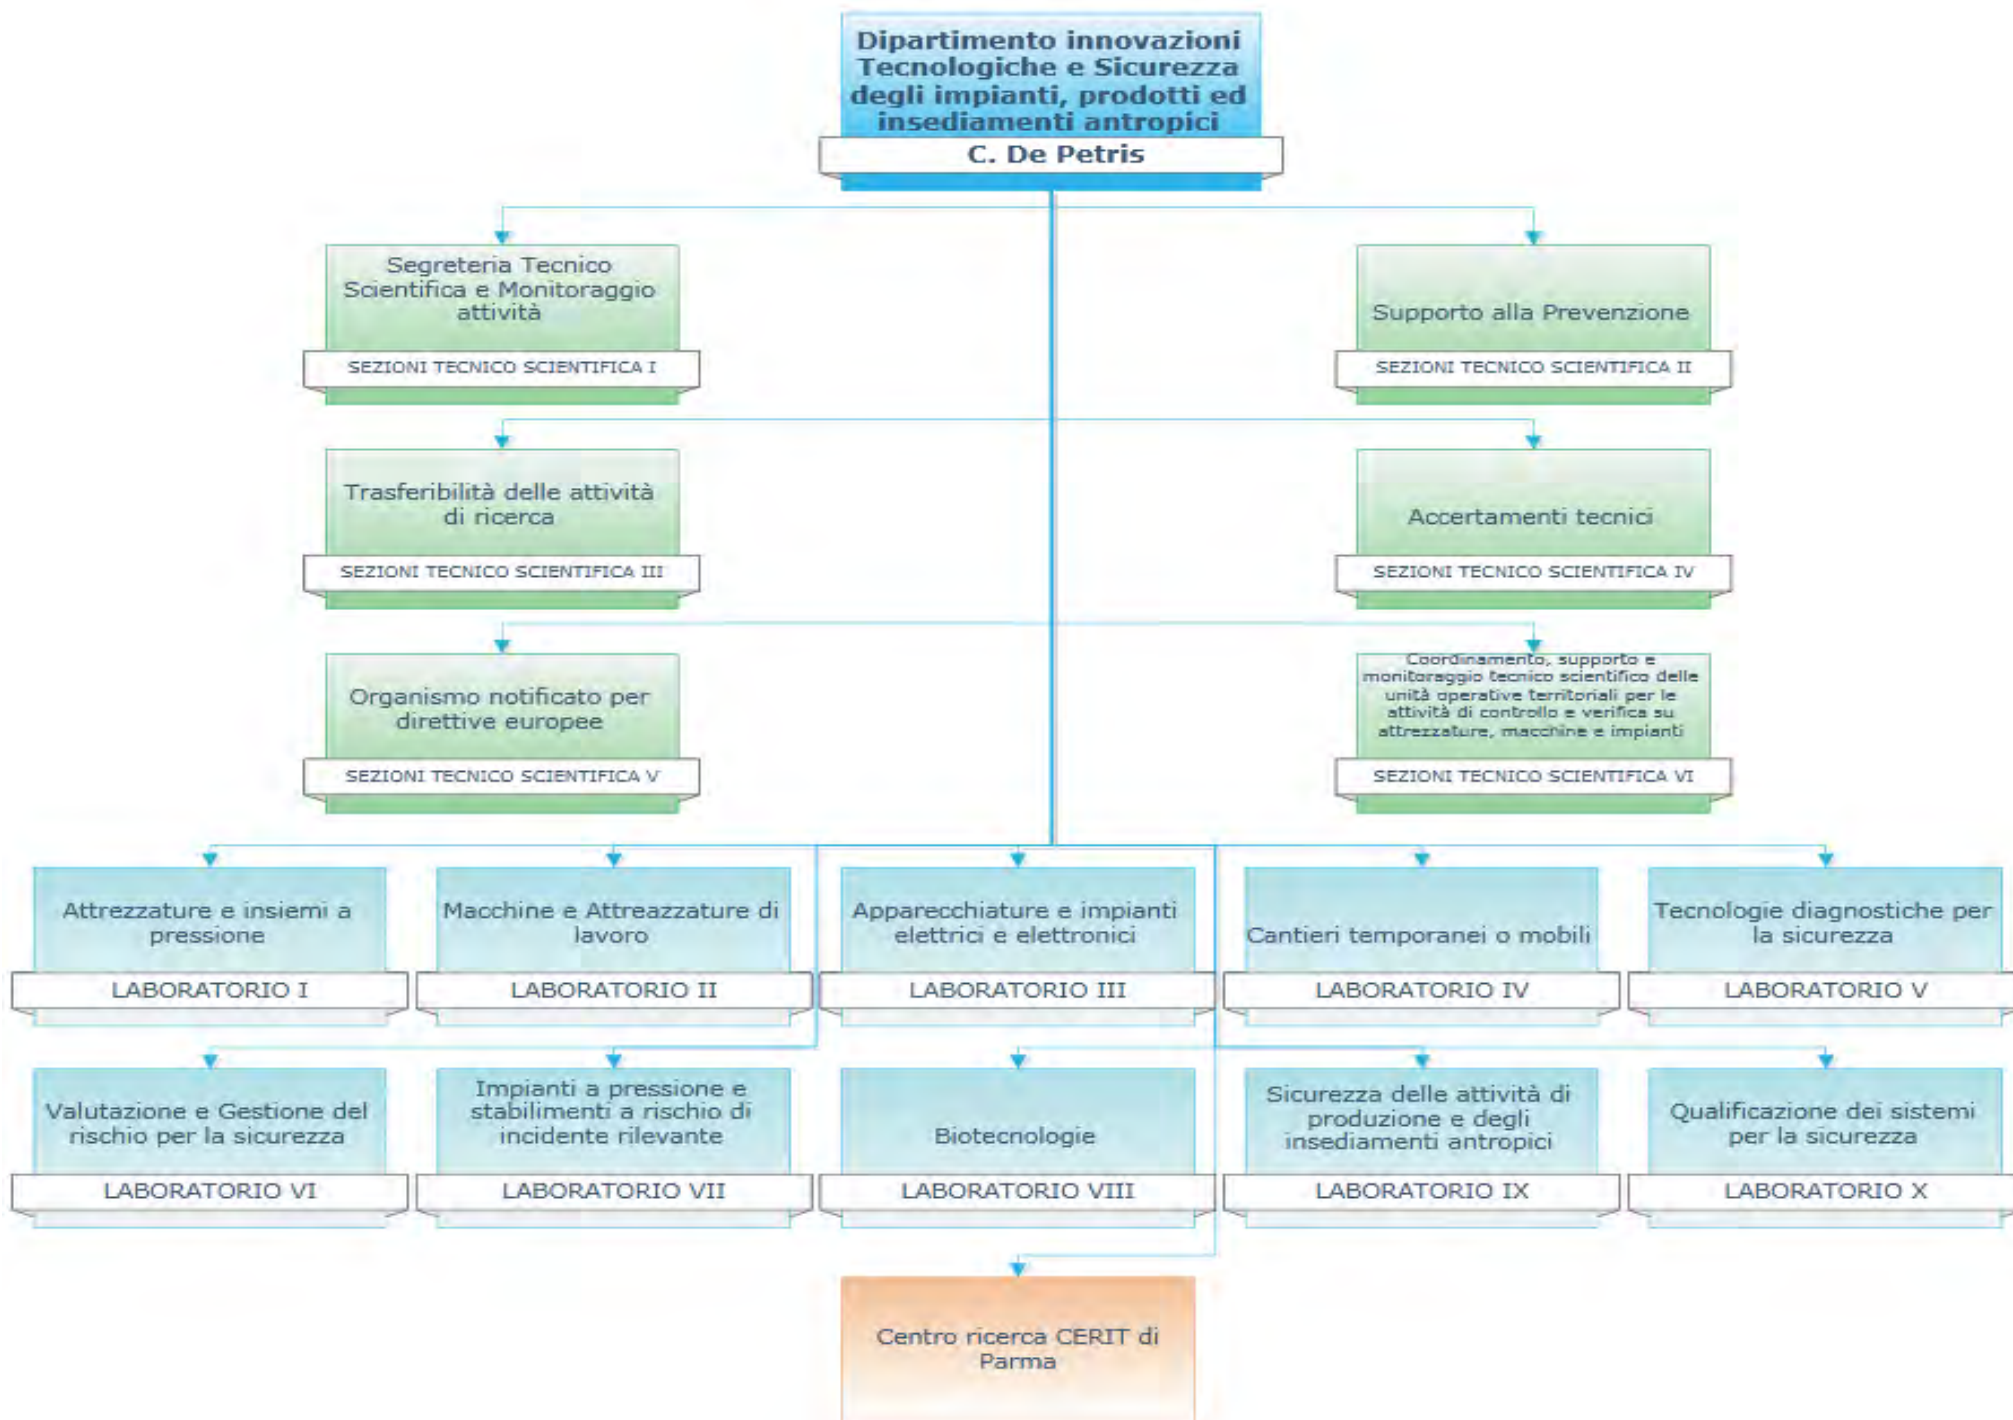 Dipartimento innovazioni
Tecnologiche e Sicurezza
degli impianti, prodotti ed
insediamenti antropici
C. De Petris
Segreteria Tecnico
Scientifica e Monitoraggio
attività
SEZIONI TECNICO SCIENTIFICA I
Supporto alla Prevenzione
SEZIONI TECNICO SCIENTIFICA II
Trasferibilità delle attività
di ricerca
SEZIONI TECNICO SCIENTIFICA III
Accertamenti tecnici
SEZIONI TECNICO SCIENTIFICA IV
Organismo notificato per
direttive europee
SEZIONI TECNICO SCIENTIFICA V
Coordinamento, supporto e
monitoraggio tecnico scientifico delle
unità operative territoriali per le
attività di controllo e verifica su
attrezzature, macchine e impianti
SEZIONI TECNICO SCIENTIFICA VI
Attrezzature e insiemi a
pressione
LABORATORIO I
Macchine e Attreazzature di
lavoro
LABORATORIO II
Apparecchiature e impianti
elettrici e elettronici
LABORATORIO III
Cantieri temporanei o mobili
LABORATORIO IV
Tecnologie diagnostiche per
la sicurezza
LABORATORIO V
Valutazione e Gestione del
rischio per la sicurezza
LABORATORIO VI
Impianti a pressione e
stabilimenti a rischio di
incidente rilevante
LABORATORIO VII
Biotecnologie
LABORATORIO VIII
Sicurezza delle attività di
produzione e degli
insediamenti antropici
LABORATORIO IX
Qualificazione dei sistemi
per la sicurezza
LABORATORIO X
Centro ricerca CERIT di
Parma